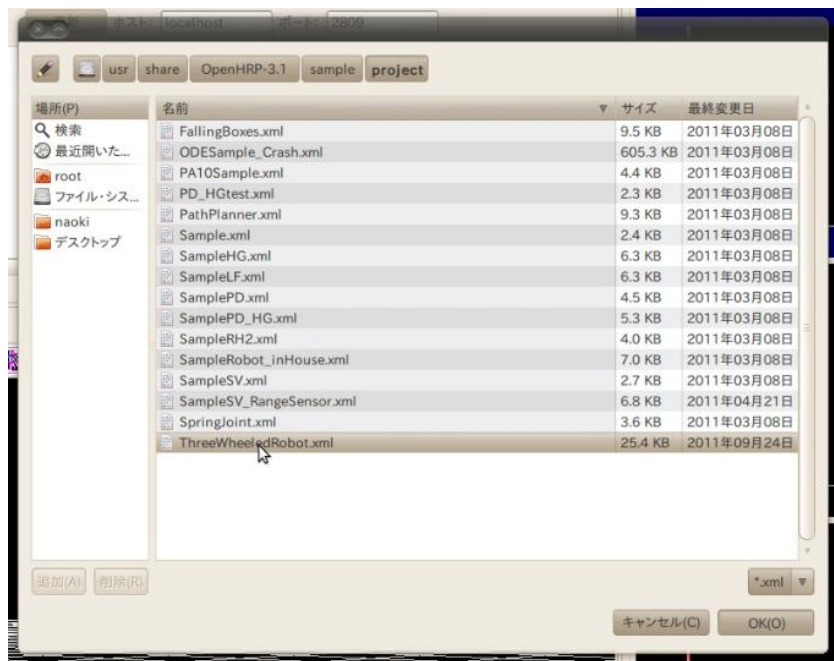 ホスト: localhost ポート: 2809
usr share OpenHRP-3.1 sample project
場所(P) 名前 サイズ 最終変更日
検索
最近開いた...
root
ファイル・シス...
naoki
デスクトップ
FallingBoxes.xml 9.5 KB 2011年03月08日
ODESample_Crash.xml 605.3 KB 2011年03月08日
PA10Sample.xml 4.4 KB 2011年03月08日
PD_HGtest.xml 2.3 KB 2011年03月08日
PathPlanner.xml 9.3 KB 2011年03月08日
Sample.xml 2.4 KB 2011年03月08日
SampleHG.xml 6.3 KB 2011年03月08日
SampleLF.xml 6.3 KB 2011年03月08日
SamplePD.xml 4.5 KB 2011年03月08日
SamplePD_HG.xml 5.3 KB 2011年03月08日
SampleRH2.xml 4.0 KB 2011年03月08日
SampleRobot_inHouse.xml 7.0 KB 2011年03月08日
SampleSV.xml 2.7 KB 2011年03月08日
SampleSV_RangeSensor.xml 6.8 KB 2011年04月21日
SpringJoint.xml 3.6 KB 2011年03月08日
ThreeWheeledRobot.xml 25.4 KB 2011年09月24日
追加(A) 削除(R) *.xml
キャンセル(C) OK(O)